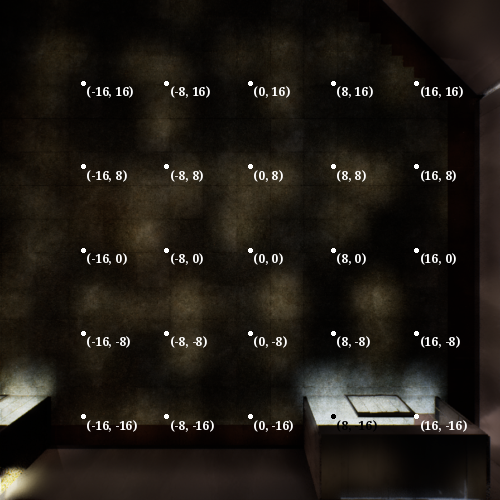 (-16, 16) (-8, 16) (0, 16) (8, 16) (16, 16)
(-16, 8) (-8, 8) (0, 8) (8, 8) (16, 8)
(-16, 0) (-8, 0) (0, 0) (8, 0) (16, 0)
(-16, -8) (-8, -8) (0, -8) (8, -8) (16, -8)
(-16, -16) (-8, -16) (0, -16) (8, -16) (16, -16)